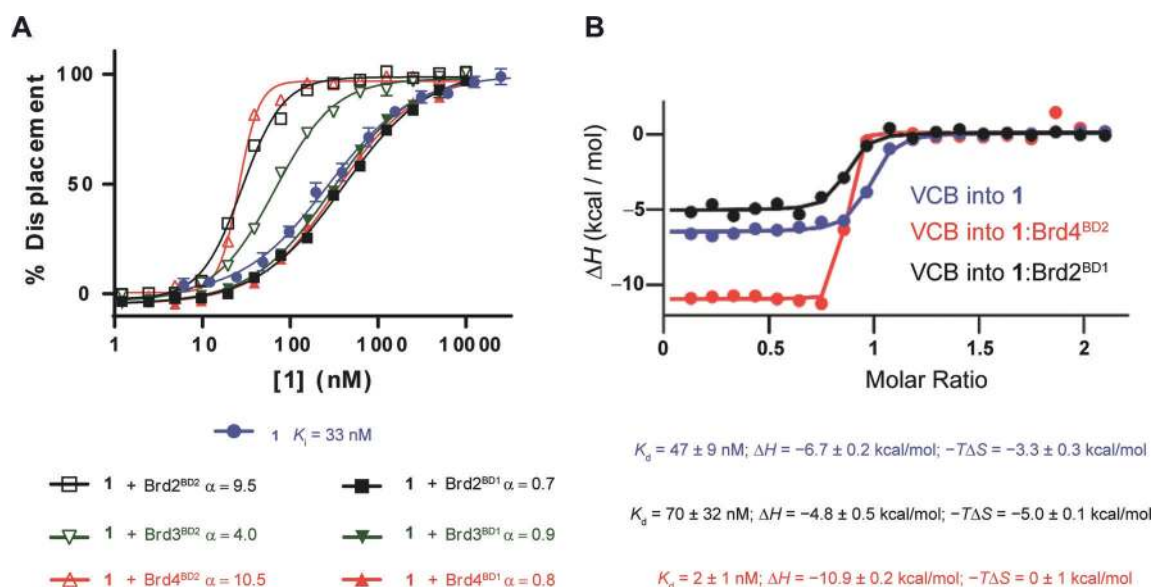 A
% Displacement
100
50
0
1
10
100
1000
10000
[1] (nM)
1 Ki = 33 nM
1 + Brd2BD2 α = 9.5
1 + Brd2BD1 α = 0.7
1 + Brd3BD2 α = 4.0
1 + Brd3BD1 α = 0.9
1 + Brd4BD2 α = 10.5
1 + Brd4BD1 α = 0.8
B
ΔH (kcal / mol)
0
−5
−10
VCB into 1
VCB into 1:Brd4BD2
VCB into 1:Brd2BD1
0
0.5
1
1.5
2
Molar Ratio
Kd = 47 ± 9 nM; ΔH = −6.7 ± 0.2 kcal/mol; −TΔS = −3.3 ± 0.3 kcal/mol
Kd = 70 ± 32 nM; ΔH = −4.8 ± 0.5 kcal/mol; −TΔS = −5.0 ± 0.1 kcal/mol
Kd = 2 ± 1 nM; ΔH = −10.9 ± 0.2 kcal/mol; −TΔS = 0 ± 1 kcal/mol